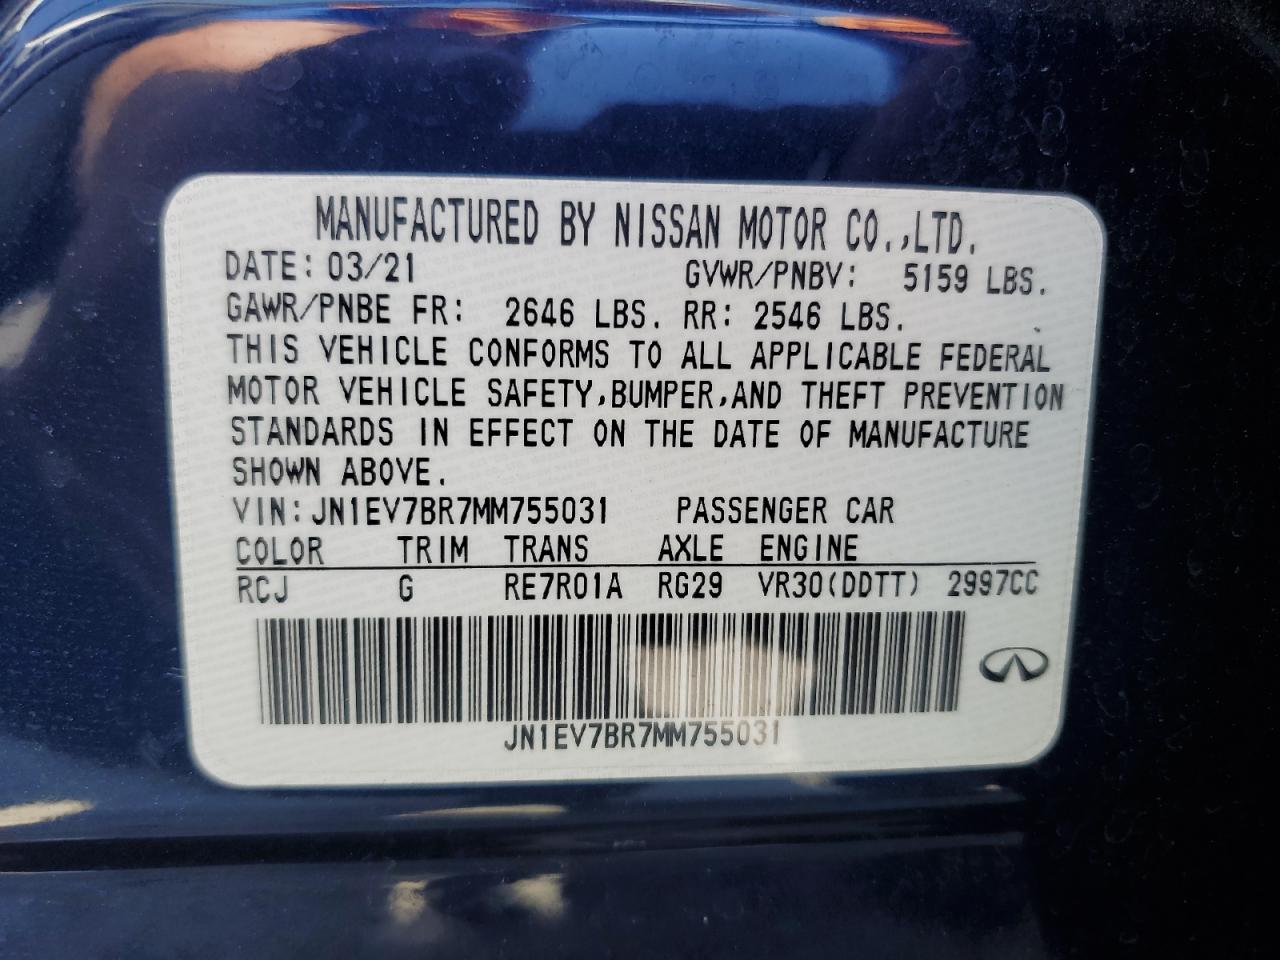 MANUFACTURED BY NISSAN MOTOR CO.,LTD.
DATE: 03/21 GVWR/PNBV: 5159 LBS.
GAWR/PNBE FR: 2646 LBS. RR: 2546 LBS.
THIS VEHICLE CONFORMS TO ALL APPLICABLE FEDERAL
MOTOR VEHICLE SAFETY,BUMPER,AND THEFT PREVENTION
STANDARDS IN EFFECT ON THE DATE OF MANUFACTURE
SHOWN ABOVE.
VIN:JN1EV7BR7MM755031 PASSENGER CAR
COLOR TRIM TRANS AXLE ENGINE
RCJ G RE7R01A RG29 VR30(DDTT) 2997CC
JN1EV7BR7MM755031